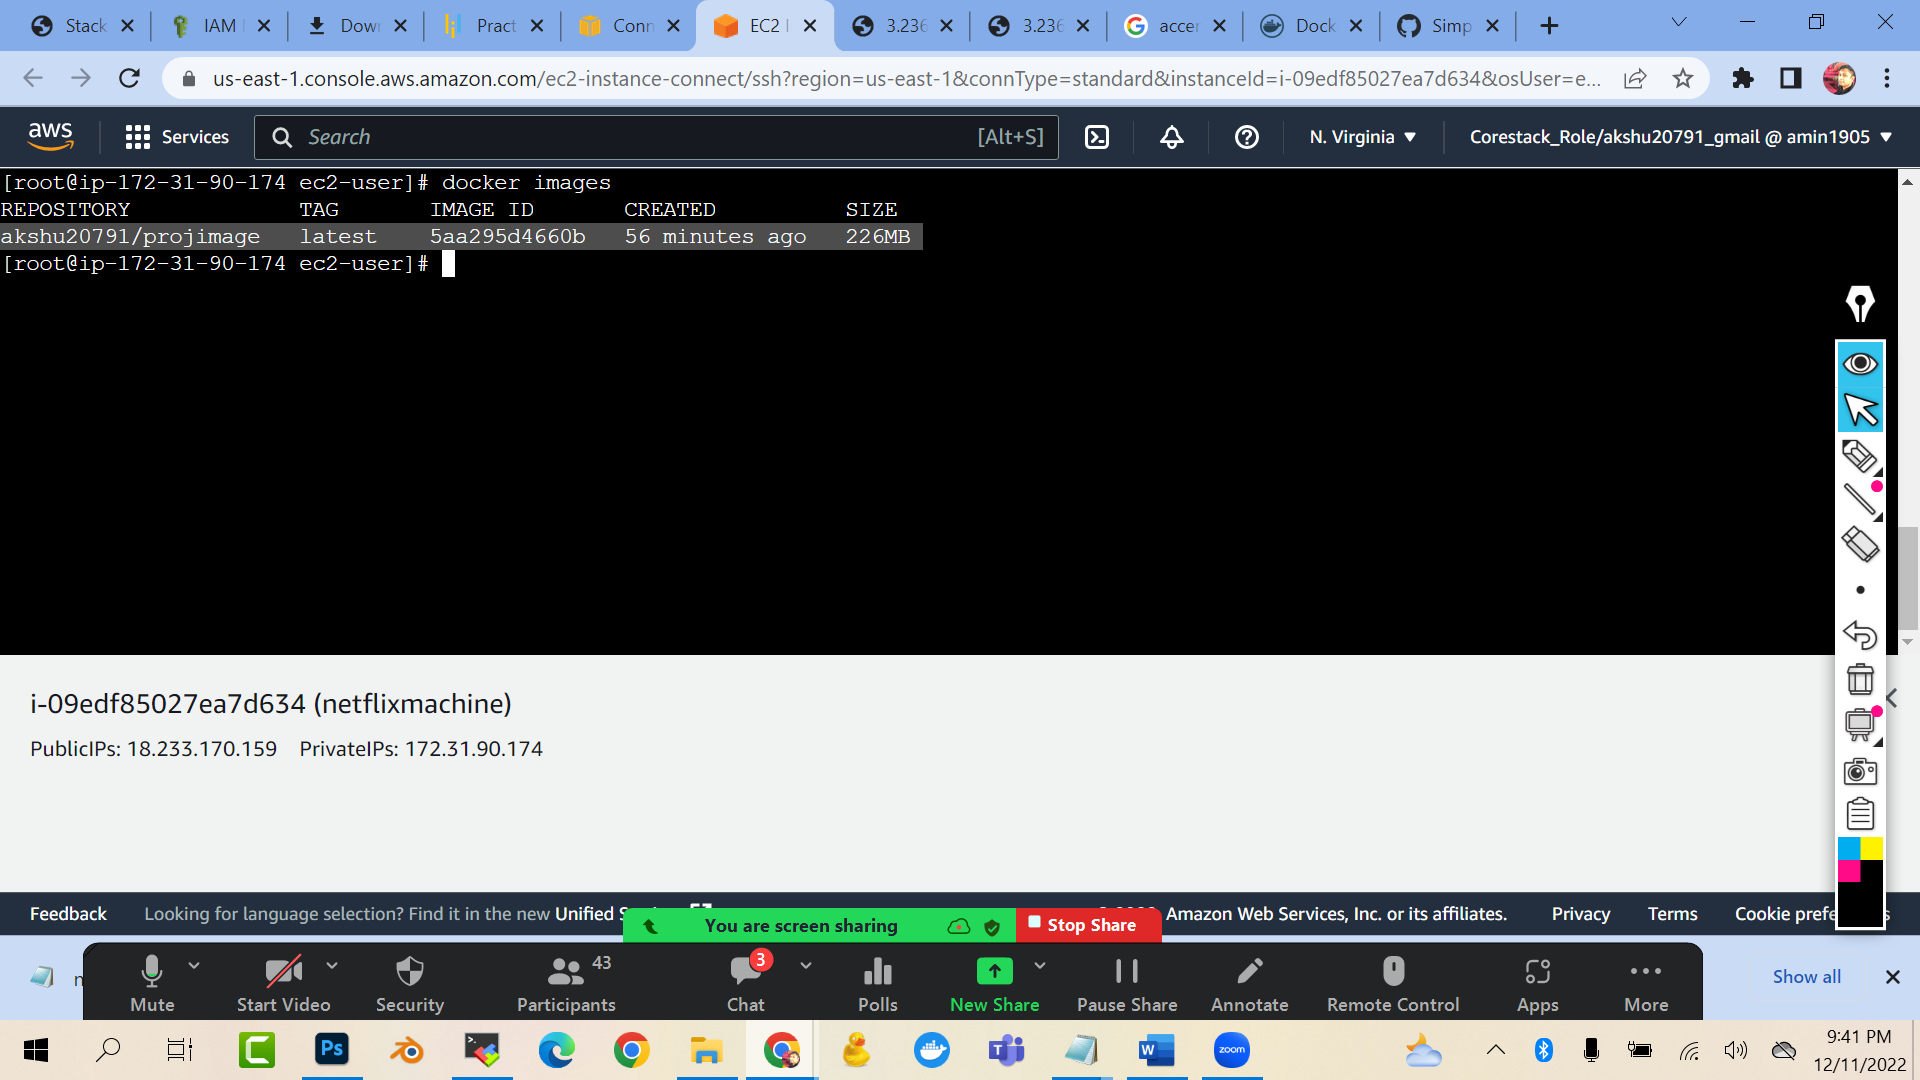 Stack
IAM
Dow
Pract
Conn
EC2 I
3.236
3.236
accer
Dock
Simp
us-east-1.console.aws.amazon.com/ec2-instance-connect/ssh?region=us-east-1&connType=standard&instanceId=i-09edf85027ea7d634&osUser=e...
aws
Services
Search
[Alt+S]
N. Virginia
Corestack_Role/akshu20791_gmail @ amin1905
[root@ip-172-31-90-174 ec2-user]# docker images
REPOSITORY TAG IMAGE ID CREATED SIZE
akshu20791/projimage latest 5aa295d4660b 56 minutes ago 226MB
[root@ip-172-31-90-174 ec2-user]#
i-09edf85027ea7d634 (netflixmachine)
PublicIPs: 18.233.170.159 PrivateIPs: 172.31.90.174
Feedback
Looking for language selection? Find it in the new Unified S
Amazon Web Services, Inc. or its affiliates.
Privacy
Terms
Cookie prefe
You are screen sharing
Stop Share
43
3
Mute
Start Video
Security
Participants
Chat
Polls
New Share
Pause Share
Annotate
Remote Control
Apps
More
Show all
Ps
W
zoom
9:41 PM
12/11/2022